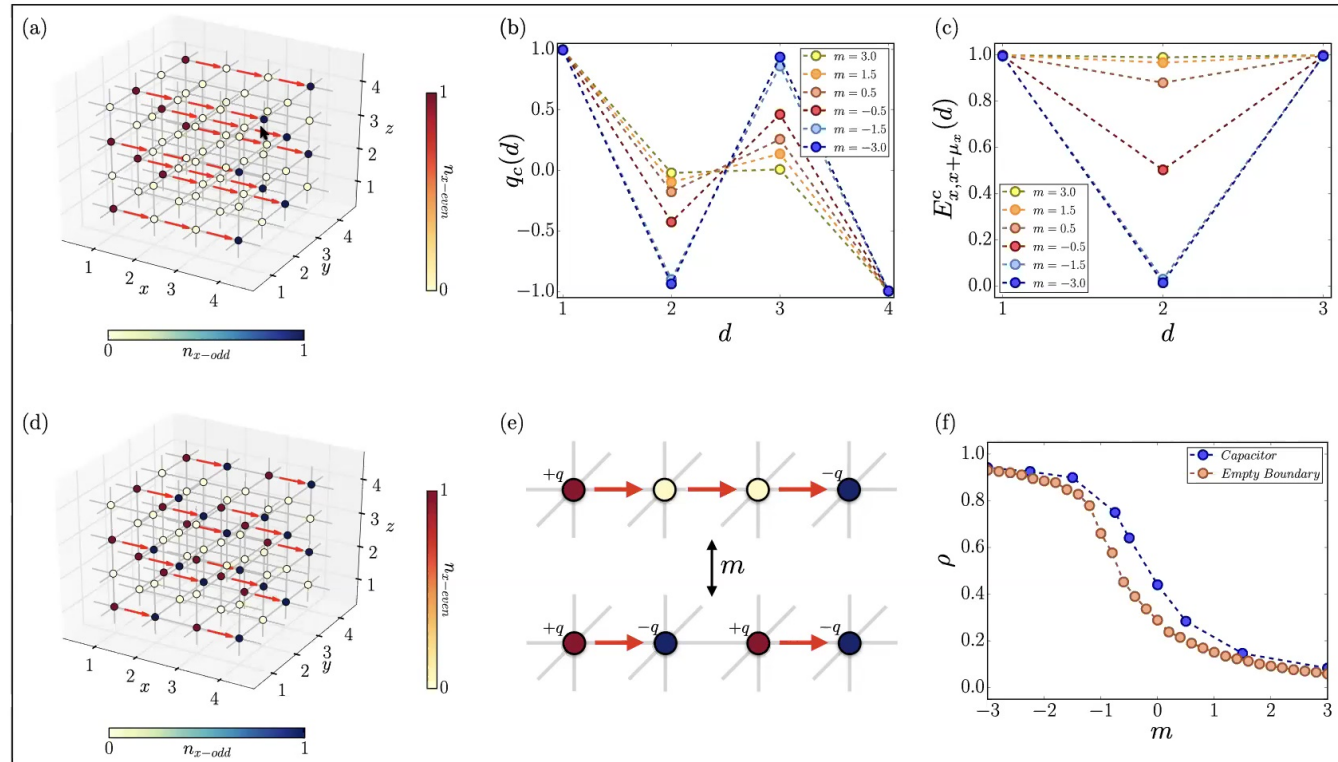 (a)
4
3
z
2
1
4
3
y
2
1
1
2
x
3
4
1
n_{x-even}
0
0
n_{x-odd}
1
(b)
1.0
0.5
0.0
−0.5
−1.0
q_c(d)
m = 3.0
m = 1.5
m = 0.5
m = −0.5
m = −1.5
m = −3.0
1 2 3 4
d
(c)
1.0
0.8
0.6
0.4
0.2
0.0
E^c_{x,x+μ_x}(d)
m = 3.0
m = 1.5
m = 0.5
m = −0.5
m = −1.5
m = −3.0
1 2 3
d
(d)
4
3
z
2
1
4
3
y
2
1
1
2
x
3
4
1
n_{x-even}
0
0
n_{x-odd}
1
(e)
+q −q
m
+q −q +q −q
(f)
1.0
0.8
0.6
0.4
0.2
0.0
ρ
Capacitor
Empty Boundary
−3 −2 −1 0 1 2 3
m